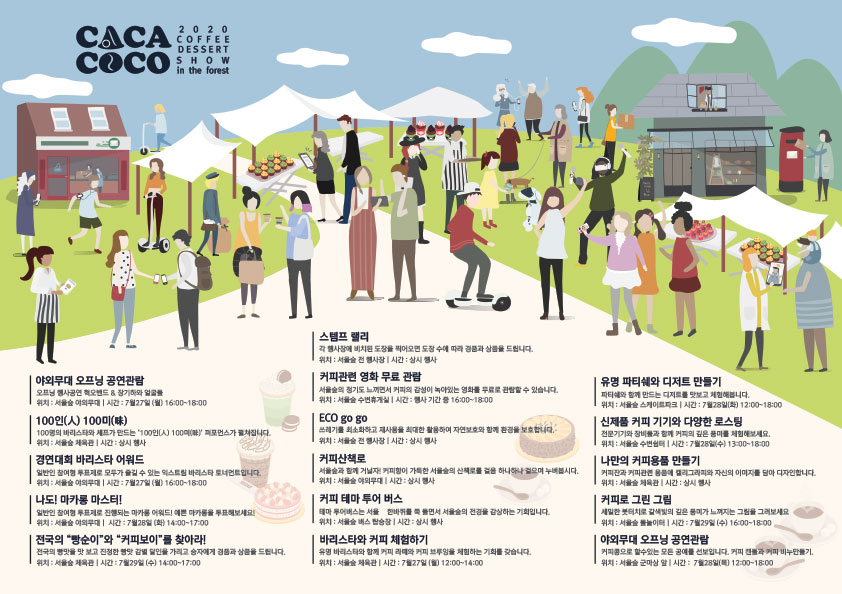 CACA
COCO
2020
COFFEE
DESSERT
SHOW
in the forest
야외무대 오프닝 공연관람
오프닝 행사공연 혁오밴드 & 장기하와 얼굴들
위치 : 서울숲 야외무대 | 시간 : 7월27일 (월) 16:00~18:00
100인(人) 100미(味)
100명의 바리스타와 셰프가 만드는 '100인(人) 100미(味)' 퍼포먼스가 펼쳐집니다.
위치 : 서울숲 체육관 | 시간 : 상시 행사
경연대회 바리스타 어워드
일반인 참여형 투표제로 모두가 즐길 수 있는 익스트림 바리스타 토너먼트입니다.
위치 : 서울숲 야외무대 | 시간 : 7월27일 (월) 16:00~18:00
나도! 마카롱 마스터!
일반인 참여형 투표제로 진행되는 마카롱 어워드! 예쁜 마카롱을 투표해보세요!
위치 : 서울숲 야외무대 | 시간 : 7월28일 (화) 14:00~17:00
전국의 "빵순이"와 "커피보이"를 찾아라!
전국의 빵맛을 맛 보고 진정한 빵맛 감별 달인을 가리고 승자에게 경품과 상품을 드립니다.
위치 : 서울숲 체육관 | 시간 : 7월29일 (수) 14:00~17:00
스탬프 랠리
각 행사장에 비치된 도장을 찍어오면 도장 수에 따라 경품과 상품을 드립니다.
위치 : 서울숲 전 행사장 | 시간 : 상시 행사
커피관련 영화 무료 관람
서울숲의 정기도 느끼면서 커피의 감성이 녹아있는 영화를 무료로 관람할 수 있습니다.
위치 : 서울숲 수변휴게실 | 시간 : 행사 기간 중 16:00~18:00
ECO go go
쓰레기를 최소화하고 재사용을 최대한 활용하여 자연보호와 함께 환경을 보호합니다.
위치 : 서울숲 전 행사장 | 시간 : 상시 행사
커피산책로
서울숲과 함께 거닐자! 커피향이 가득한 서울숲의 산책로를 걸음 하나하나 걸으며 누벼봅시다.
위치 : 서울숲 체육관 | 시간 : 상시 행사
커피 테마 투어 버스
테마 투어버스는 서울 한바퀴를 쭉 돌면서 서울숲의 전경을 감상하는 기회입니다.
위치 : 서울숲 버스 탑승장 | 시간 : 상시 행사
바리스타와 커피 체험하기
유명 바리스타와 함께 커피 라떼와 커피 브루잉을 체험하는 기회를 갖습니다.
위치 : 서울숲 체육관 | 시간 : 7월27일 (월) 12:00~14:00
유명 파티쉐와 디저트 만들기
파티쉐와 함께 만드는 디저트를 맛보고 체험해봅니다.
위치 : 서울숲 스케이트파크 | 시간 : 7월28일(화) 12:00~18:00
신제품 커피 기기와 다양한 로스팅
전문기기와 장비들과 함께 커피의 깊은 풍미를 체험해보세요.
위치 : 서울숲 수변쉼터 | 시간 : 7월28일(수) 13:00~18:00
나만의 커피용품 만들기
커피잔과 커피관련 용품에 캘리그래피와 자신의 이미지를 담아 디자인합니다.
위치 : 서울숲 체육관 | 시간 : 상시 행사
커피로 그린 그림
세밀한 붓터치로 갈색빛의 깊은 풍미가 느껴지는 그림을 그려보세요
위치 : 서울숲 뜰놀이터 | 시간 : 7월29일 (수) 16:00~18:00
야외무대 오프닝 공연관람
커피콩으로 할수있는 모든 공예를 선보입니다. 커피 캔들과 커피 비누만들기.
위치 : 서울숲 군마상 앞 | 시간 : 7월28일(목) 12:00~18:00